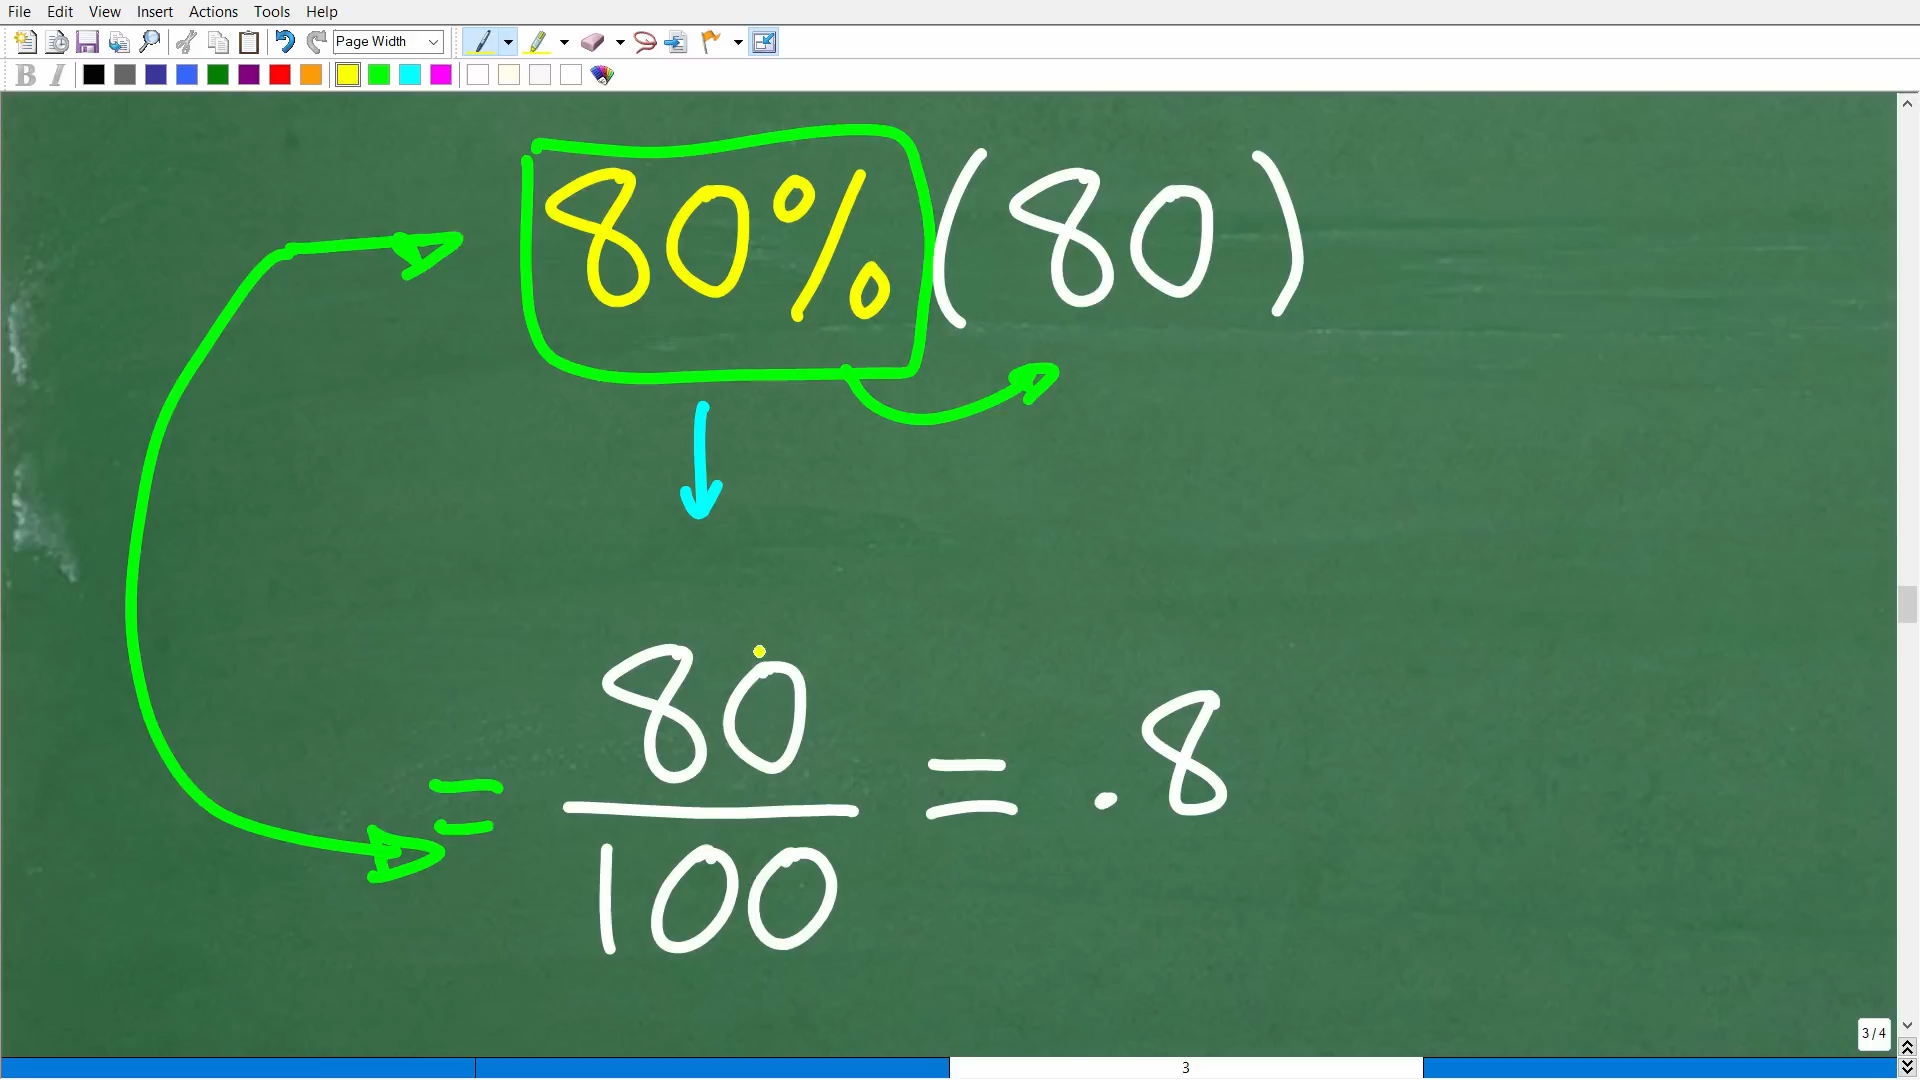 File Edit View Insert Actions Tools Help
Page Width
B I
80% (80)
= 80/100 = .8
3 / 4
3